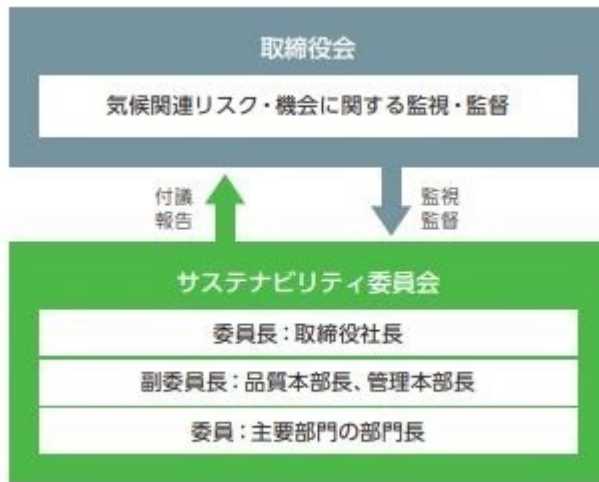 取締役会
気候関連リスク・機会に関する監視・監督
付議
報告
監視
監督
サステナビリティ委員会
委員長：取締役社長
副委員長：品質本部長、管理本部長
委員：主要部門の部門長